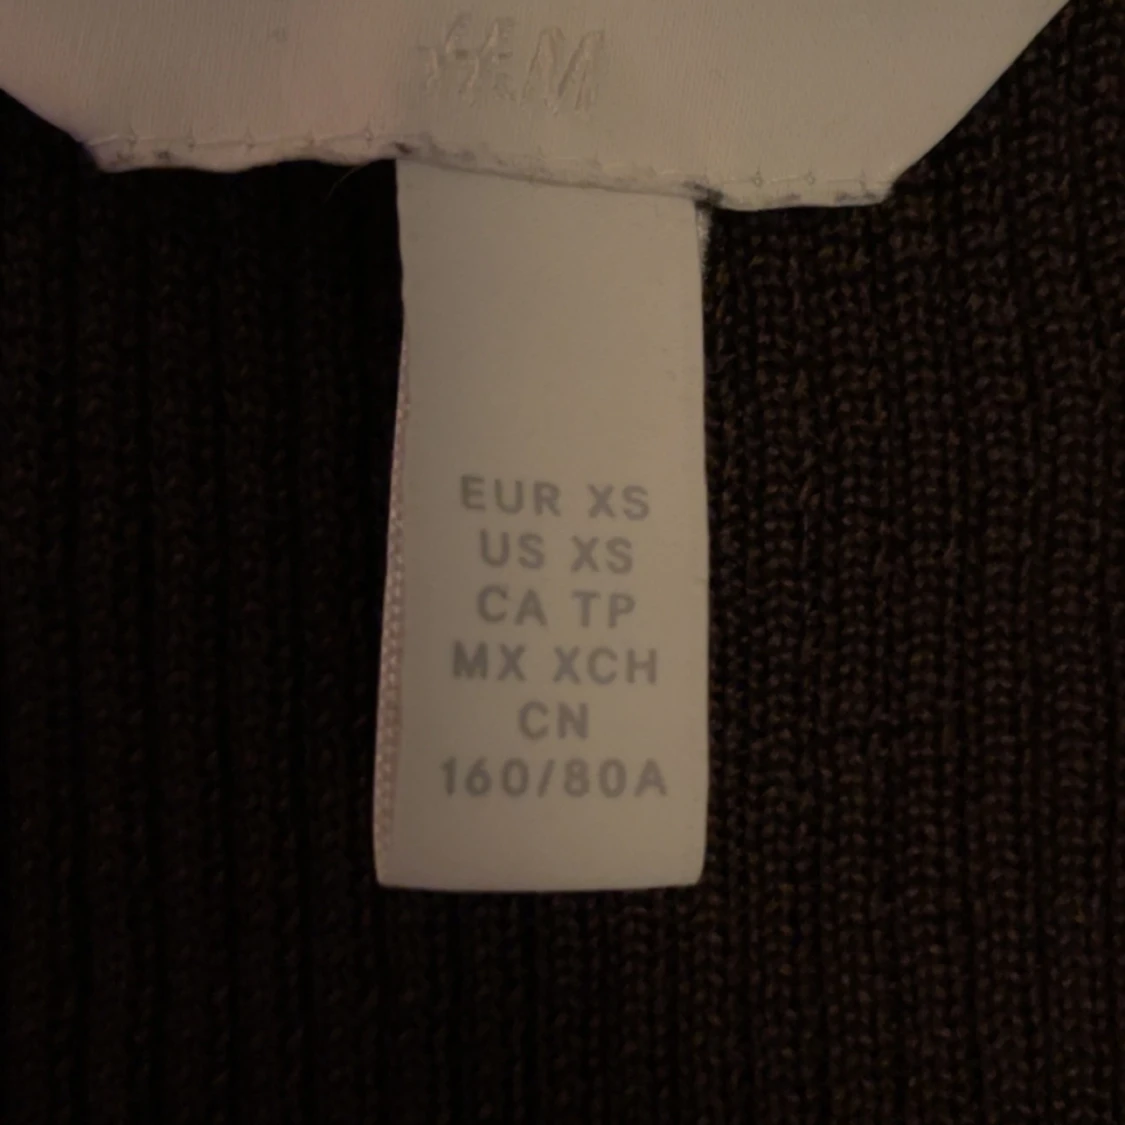 H&M
EUR XS
US XS
CA TP
MX XCH
CN
160/80A